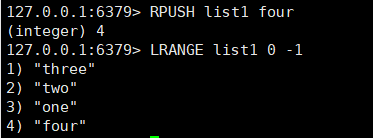 127.0.0.1:6379> RPUSH list1 four
(integer) 4
127.0.0.1:6379> LRANGE list1 0 -1
1) "three"
2) "two"
3) "one"
4) "four"